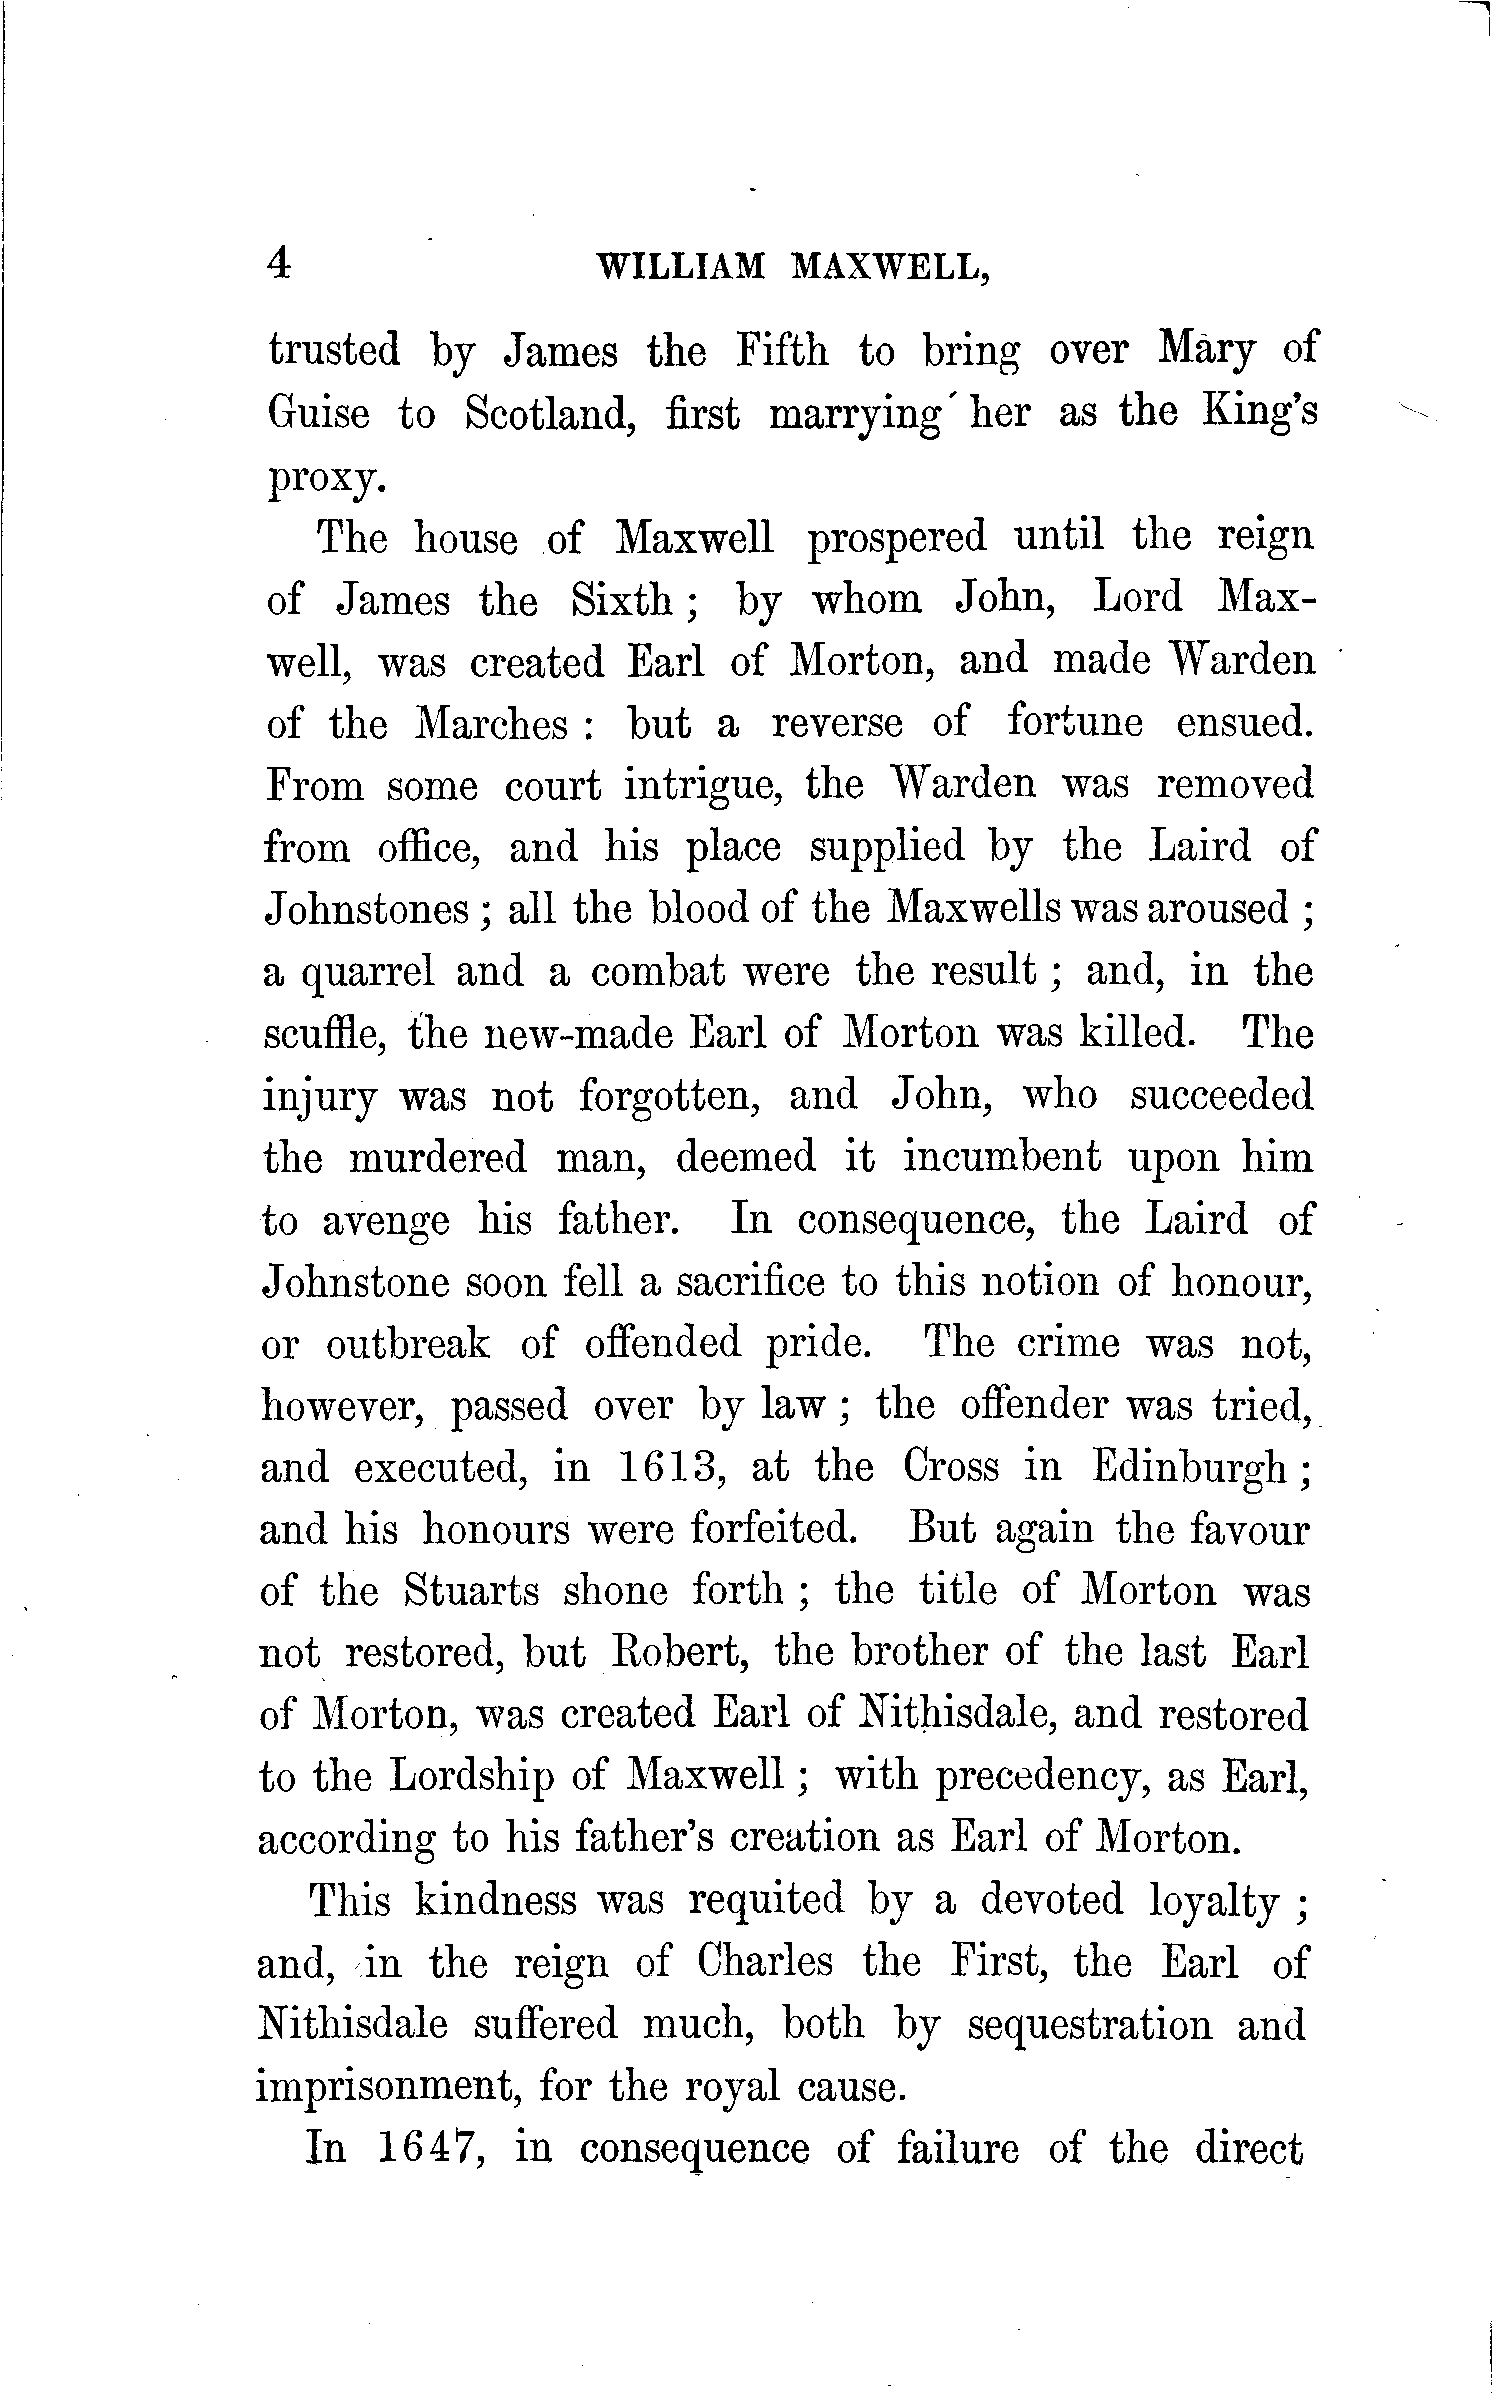 4 WILLIAM MAXWELL,
trusted by James the Fifth to bring over Mary of
Guise to Scotland, first marrying her as the King's
proxy.
The house of Maxwell prospered until the reign
of James the Sixth ; by whom John, Lord Max-
well, was created Earl of Morton, and made Warden
of the Marches : but a reverse of fortune ensued.
From some court intrigue, the Warden was removed
from office, and his place supplied by the Laird of
Johnstones ; all the blood of the Maxwells was aroused ;
a quarrel and a combat were the result ; and, in the
scuffle, the new-made Earl of Morton was killed. The
injury was not forgotten, and John, who succeeded
the murdered man, deemed it incumbent upon him
to avenge his father. In consequence, the Laird of
Johnstone soon fell a sacrifice to this notion of honour,
or outbreak of offended pride. The crime was not,
however, passed over by law ; the offender was tried,
and executed, in 1613, at the Cross in Edinburgh ;
and his honours were forfeited. But again the favour
of the Stuarts shone forth ; the title of Morton was
not restored, but Robert, the brother of the last Earl
of Morton, was created Earl of Nithisdale, and restored
to the Lordship of Maxwell ; with precedency, as Earl,
according to his father's creation as Earl of Morton.
This kindness was requited by a devoted loyalty ;
and, in the reign of Charles the First, the Earl of
Nithisdale suffered much, both by sequestration and
imprisonment, for the royal cause.
In 1647, in consequence of failure of the direct